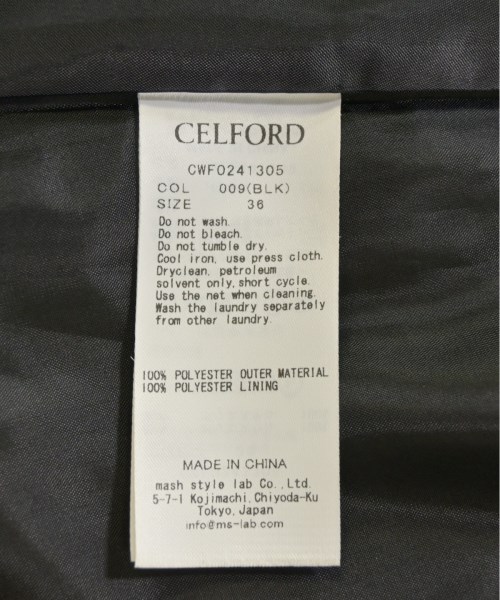 CELFORD
CWFO241305
COL 009(BLK)
SIZE 36
Do not wash.
Do not bleach.
Do not tumble dry.
Cool iron, use press cloth.
Dryclean, petroleum
solvent only, short cycle.
Use the net when cleaning.
Wash the laundry separately
from other laundry.
100% POLYESTER OUTER MATERIAL
100% POLYESTER LINING
MADE IN CHINA
mash style lab Co., Ltd.
5-7-1 Kojimachi, Chiyoda-Ku
Tokyo, Japan
info@ms-lab.com